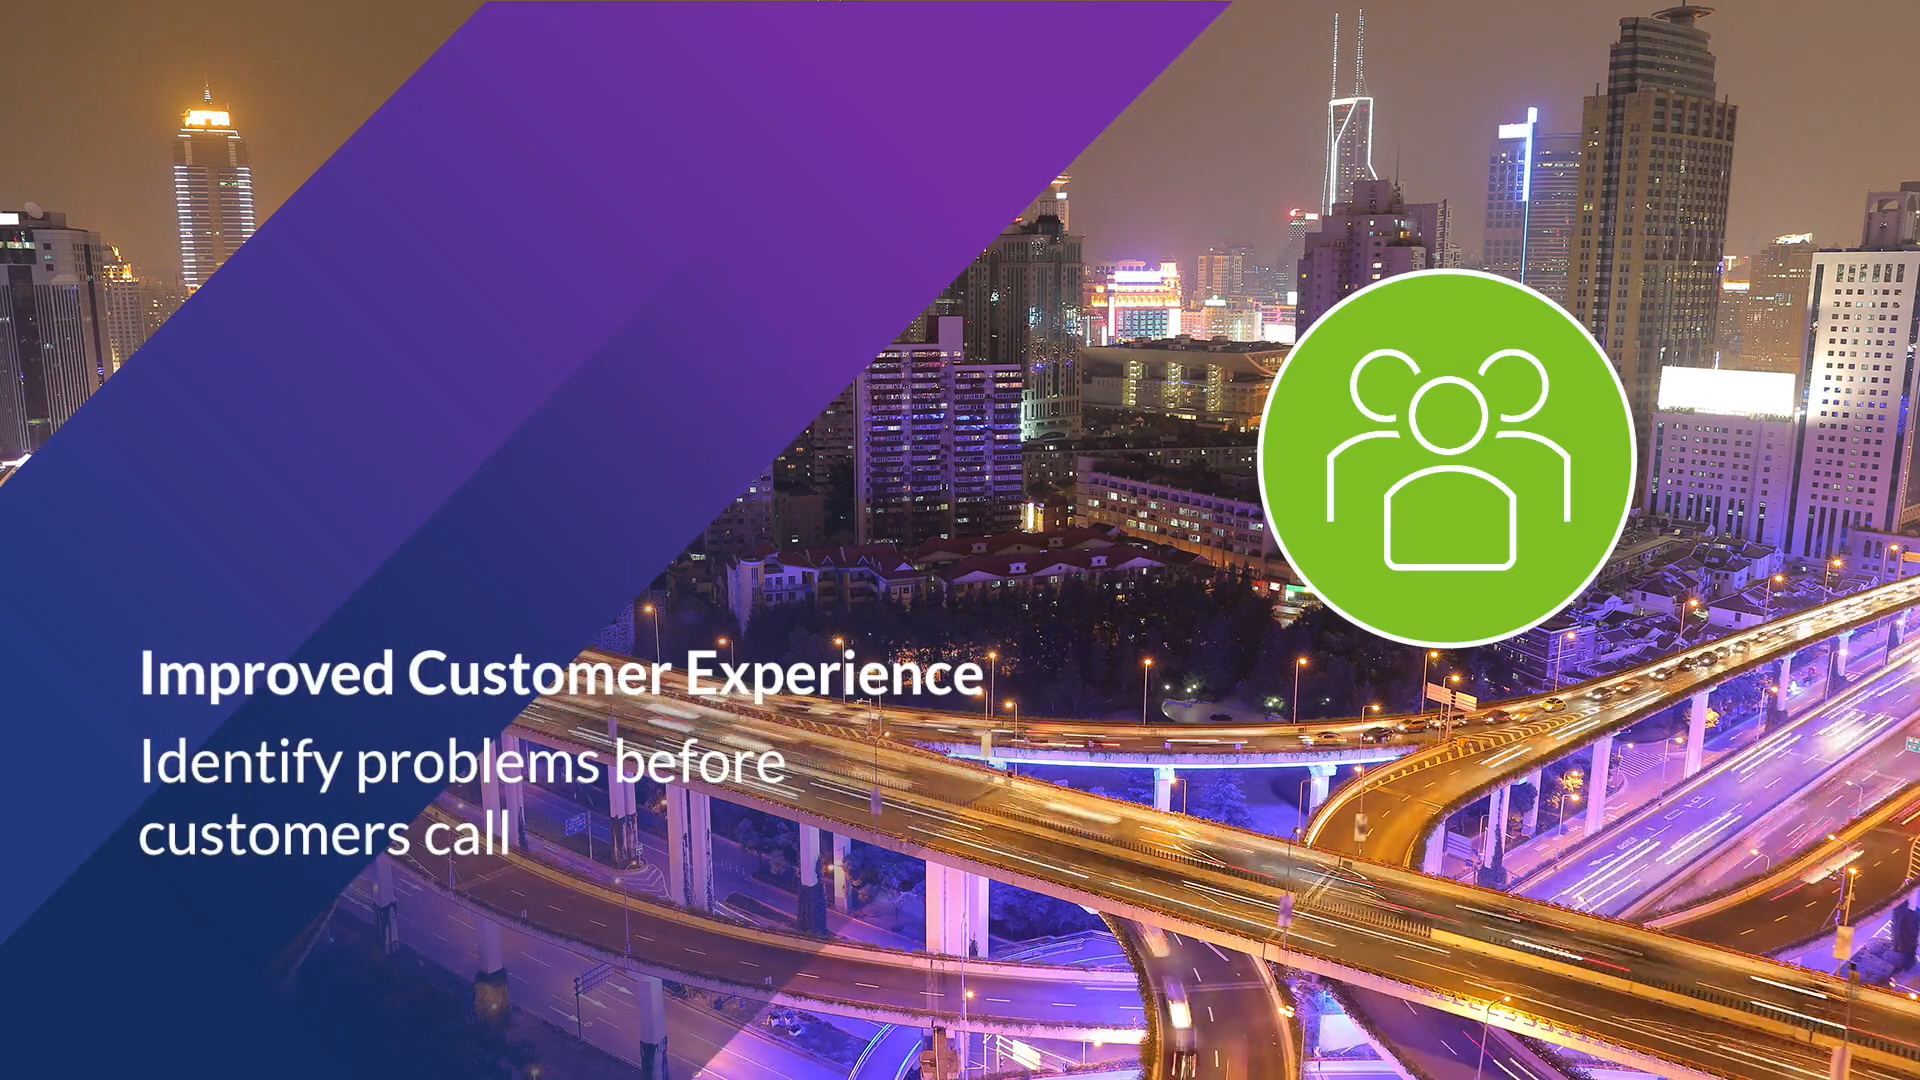 Improved Customer Experience
Identify problems before
customers call